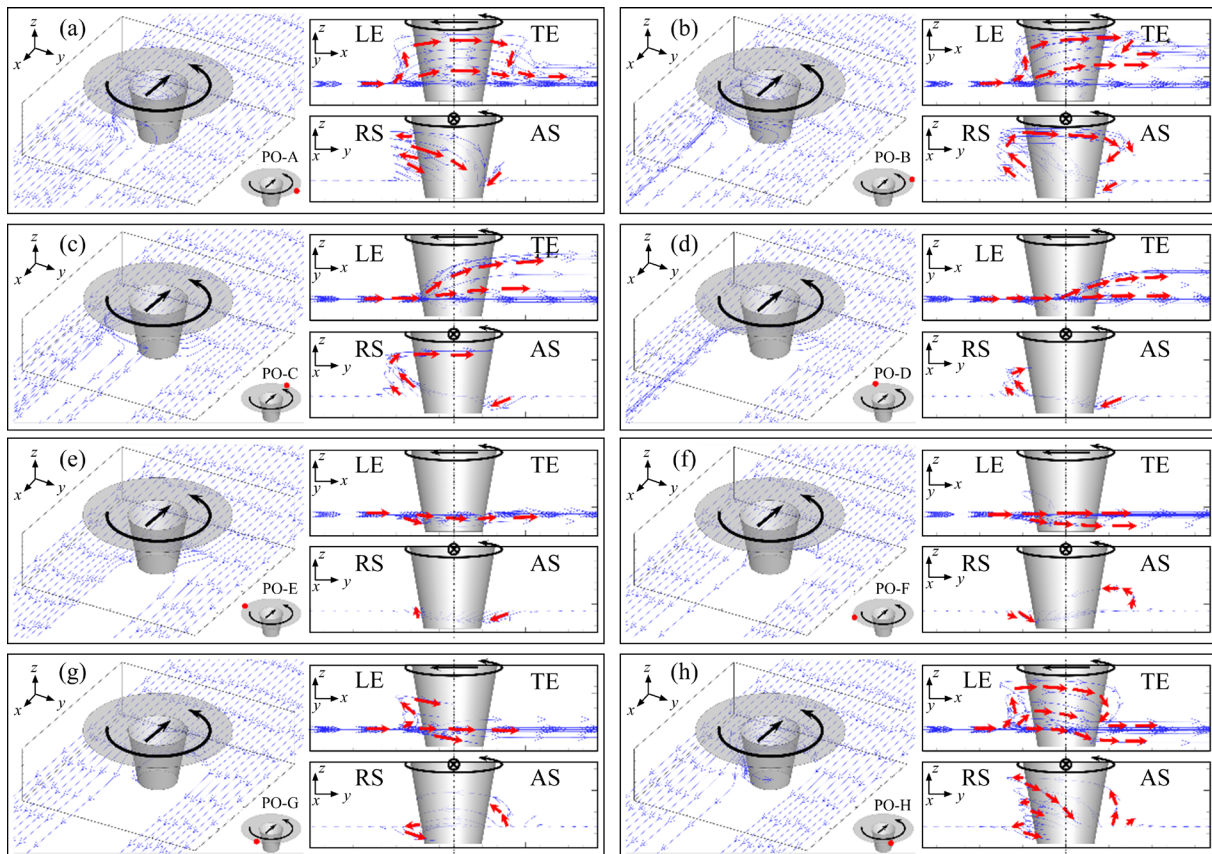 (a)
z
x
y
PO-A
LE
TE
z
y
x
RS
AS
z
x
y
(b)
z
x
y
PO-B
LE
TE
z
y
x
RS
AS
z
x
y
(c)
z
x
y
PO-C
LE
TE
z
y
x
RS
AS
z
x
y
(d)
z
x
y
PO-D
LE
TE
z
y
x
RS
AS
z
x
y
(e)
z
x
y
PO-E
LE
TE
z
y
x
RS
AS
z
x
y
(f)
z
x
y
PO-F
LE
TE
z
y
x
RS
AS
z
x
y
(g)
z
x
y
PO-G
LE
TE
z
y
x
RS
AS
z
x
y
(h)
z
x
y
PO-H
LE
TE
z
y
x
RS
AS
z
x
y